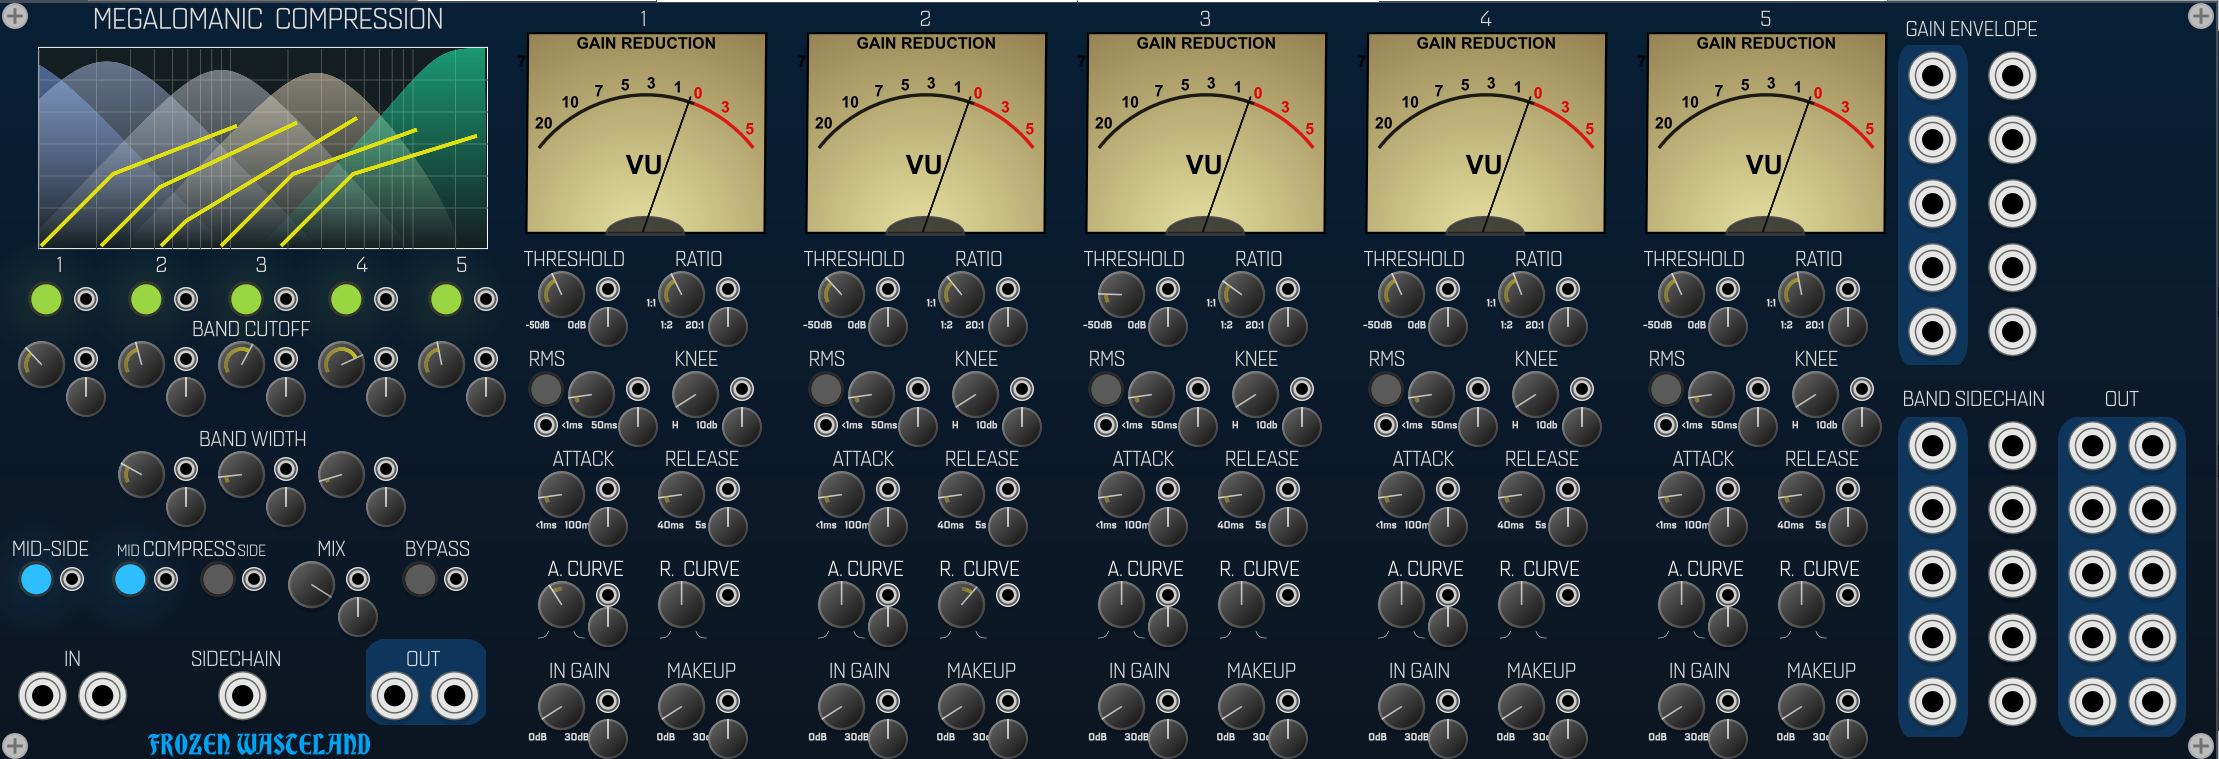 MEGALOMANIC COMPRESSION
1 2 3 4 5
BAND CUTOFF
BAND WIDTH
MID-SIDE MID COMPRESS SIDE MIX BYPASS
IN SIDECHAIN OUT
FROZEN WASTELAND
1 2 3 4 5
GAIN REDUCTION GAIN REDUCTION GAIN REDUCTION GAIN REDUCTION GAIN REDUCTION
7 7 7
20 10 7 5 3 1 0 3 5 20 10 7 5 3 1 0 3 5 20 10 7 5 3 1 0 3 5 20 10 7 5 3 1 0 3 5 20 10 7 5 3 1 0 3 5
VU VU VU VU VU
THRESHOLD RATIO THRESHOLD RATIO THRESHOLD RATIO THRESHOLD RATIO THRESHOLD RATIO
1:1 1:1 1:1 1:1 1:1
-50dB 0dB 1:2 20:1 -50dB 0dB 1:2 20:1 -50dB 0dB 1:2 20:1 -50dB 0dB 1:2 20:1 -50dB 0dB 1:2 20:1
RMS KNEE RMS KNEE RMS KNEE RMS KNEE RMS KNEE
<1ms 50ms H 10db <1ms 50ms H 10db <1ms 50ms H 10db <1ms 50ms H 10db <1ms 50ms H 10db
ATTACK RELEASE ATTACK RELEASE ATTACK RELEASE ATTACK RELEASE ATTACK RELEASE
<1ms 100m 40ms 5s <1ms 100m 40ms 5s <1ms 100m 40ms 5s <1ms 100m 40ms 5s <1ms 100m 40ms 5s
A. CURVE R. CURVE A. CURVE R. CURVE A. CURVE R. CURVE A. CURVE R. CURVE A. CURVE R. CURVE
IN GAIN MAKEUP IN GAIN MAKEUP IN GAIN MAKEUP IN GAIN MAKEUP IN GAIN MAKEUP
0dB 30dB 0dB 30 0dB 30dB 0dB 30 0dB 30dB 0dB 30 0dB 30dB 0dB 30 0dB 30dB 0dB 30
GAIN ENVELOPE
BAND SIDECHAIN OUT